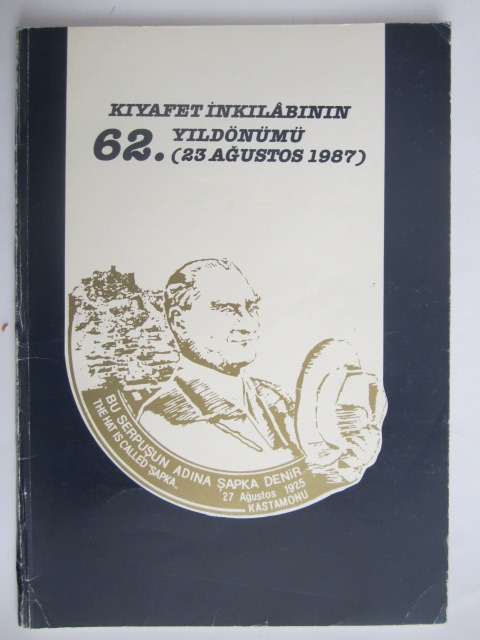 KIYAFET İNKILÂBININ
62. YILDÖNÜMÜ
(23 AĞUSTOS 1987)
BU SERPUŞUN ADINA ŞAPKA DENİR
THE HAT IS CALLED "ŞAPKA„
27 Ağustos 1925
KASTAMONU